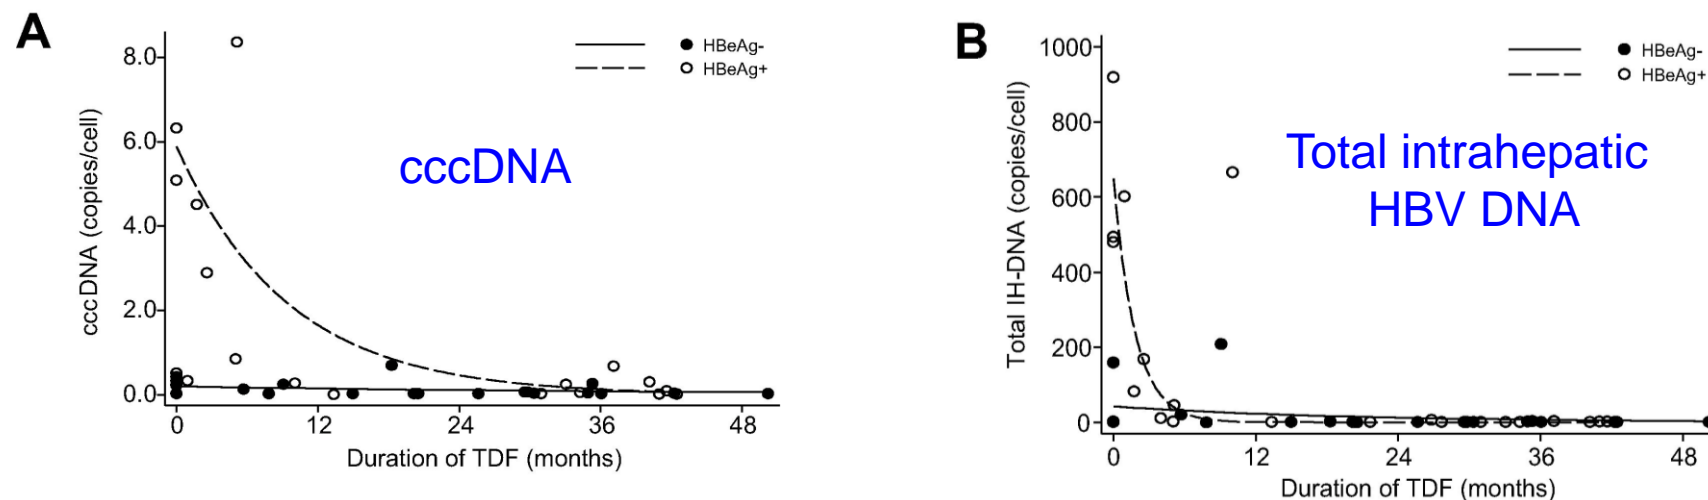 A
cccDNA (copies/cell)
8.0
6.0
4.0
2.0
0.0
HBeAg-
HBeAg+
cccDNA
0
12
24
36
48
Duration of TDF (months)
B
Total IH-DNA (copies/cell)
1000
800
600
400
200
0
HBeAg-
HBeAg+
Total intrahepatic
HBV DNA
0
12
24
36
48
Duration of TDF (months)